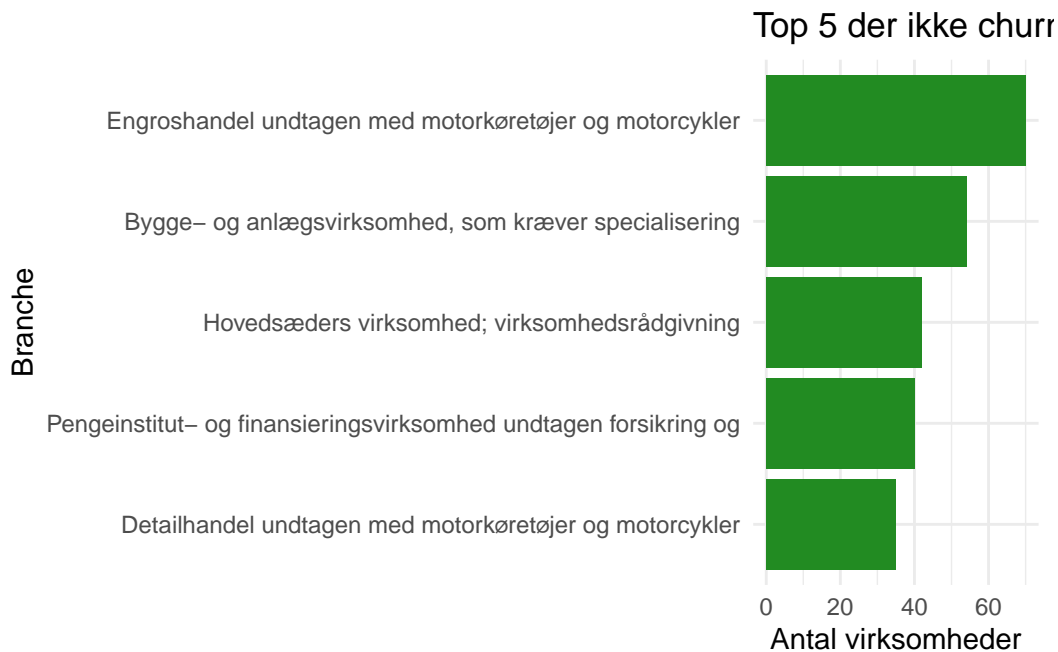 Top 5 der ikke churr
Engroshandel undtagen med motorkøretøjer og motorcykler
Bygge− og anlægsvirksomhed, som kræver specialisering
Hovedsæders virksomhed; virksomhedsrådgivning
Pengeinstitut− og finansieringsvirksomhed undtagen forsikring og
Detailhandel undtagen med motorkøretøjer og motorcykler
Branche
0 20 40 60
Antal virksomheder